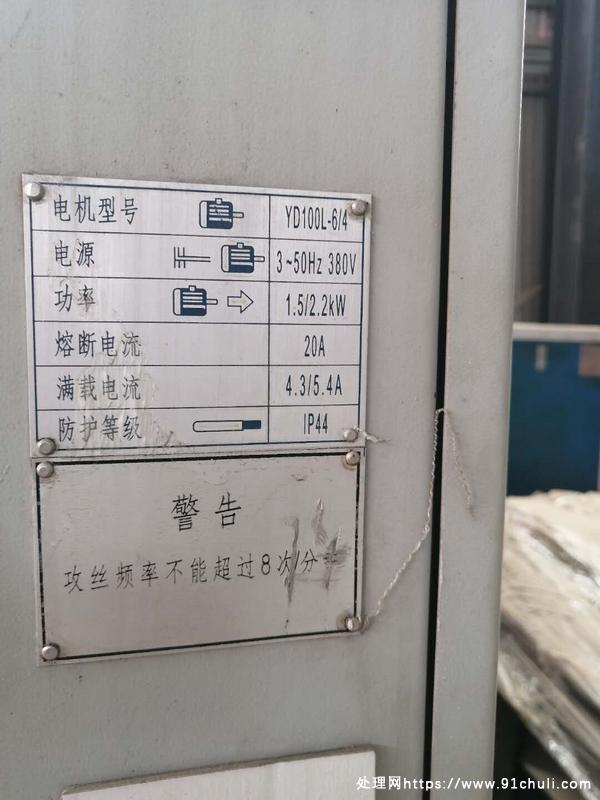 电机型号 YD100L-6/4
电源 3~50Hz 380V
功率 1.5/2.2kW
熔断电流 20A
满载电流 4.3/5.4A
防护等级 IP44
警告
攻丝频率不能超过8次/分
处理网https://www.91chuli.com/